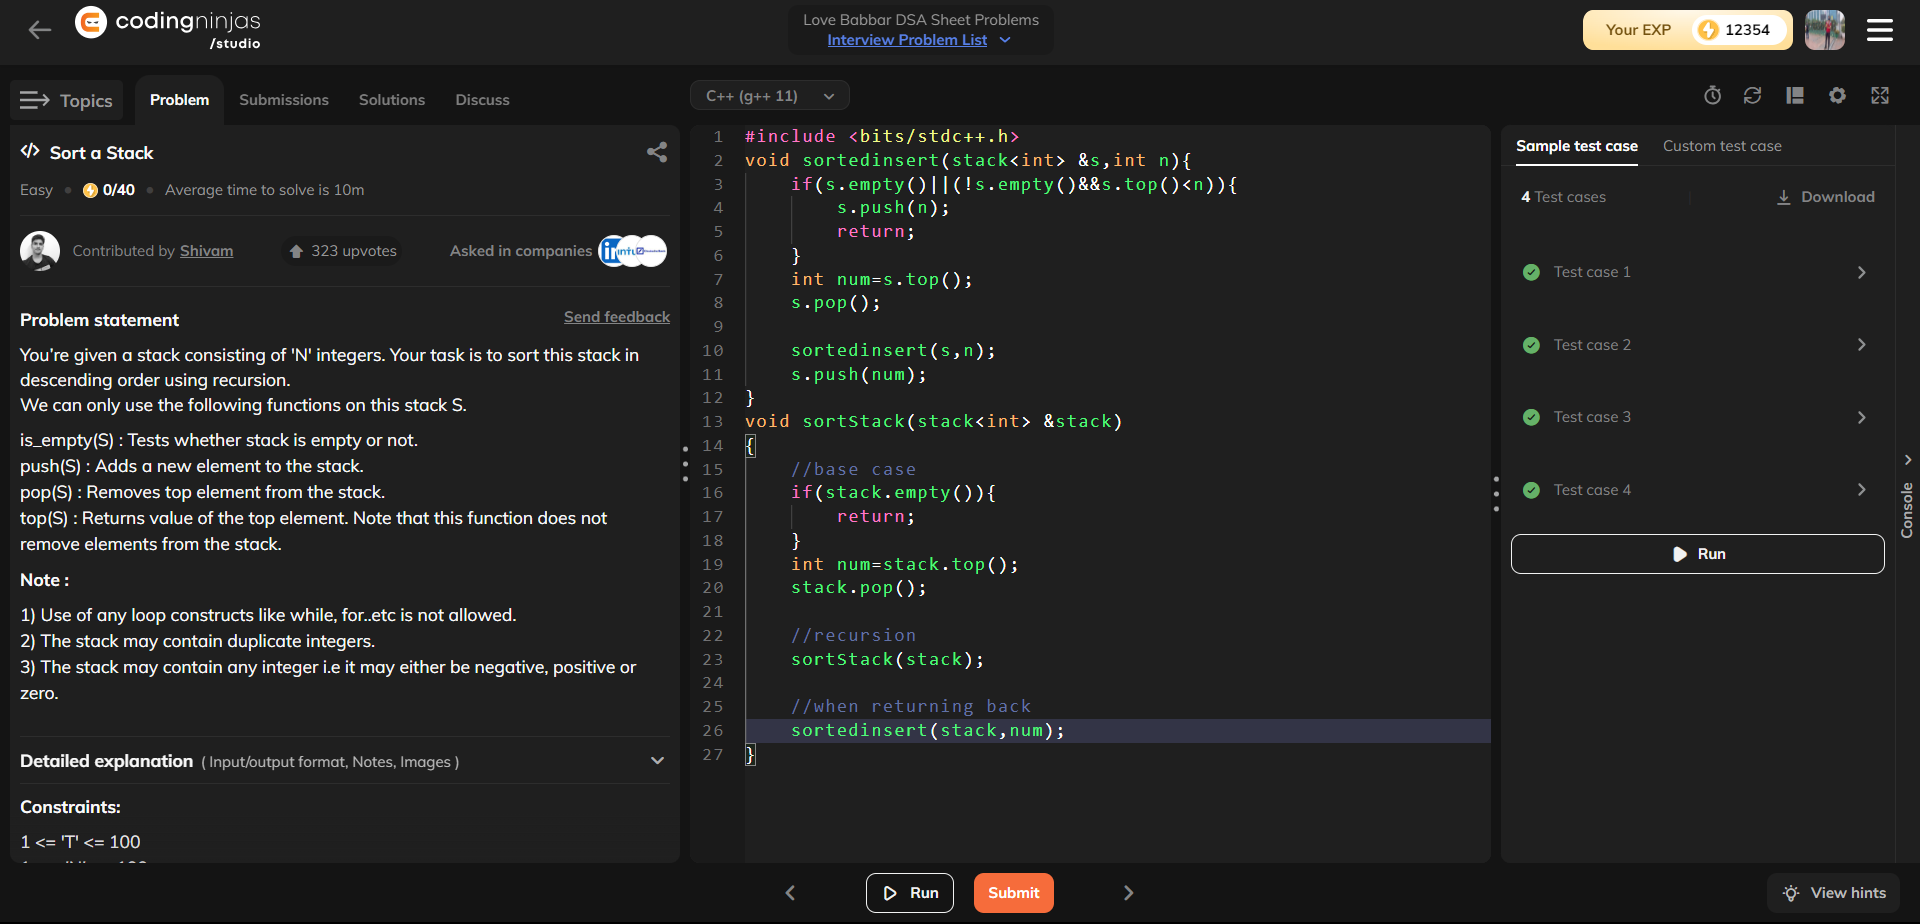 codingninjas
/studio
Love Babbar DSA Sheet Problems
Interview Problem List
Your EXP 12354
Topics
Problem
Submissions
Solutions
Discuss
Sort a Stack
Easy
0/40
Average time to solve is 10m
Contributed by Shivam
323 upvotes
Asked in companies
Problem statement
Send feedback
You're given a stack consisting of 'N' integers. Your task is to sort this stack in
descending order using recursion.
We can only use the following functions on this stack S.
is_empty(S) : Tests whether stack is empty or not.
push(S) : Adds a new element to the stack.
pop(S) : Removes top element from the stack.
top(S) : Returns value of the top element. Note that this function does not
remove elements from the stack.
Note :
1) Use of any loop constructs like while, for..etc is not allowed.
2) The stack may contain duplicate integers.
3) The stack may contain any integer i.e it may either be negative, positive or
zero.
Detailed explanation ( Input/output format, Notes, Images )
Constraints:
1 <= 'T' <= 100
C++ (g++ 11)
1 #include <bits/stdc++.h>
2 void sortedinsert(stack<int> &s,int n){
3 if(s.empty()||(!s.empty()&&s.top()<n)){
4 s.push(n);
5 return;
6 }
7 int num=s.top();
8 s.pop();
9
10 sortedinsert(s,n);
11 s.push(num);
12 }
13 void sortStack(stack<int> &stack)
14 {
15 //base case
16 if(stack.empty()){
17 return;
18 }
19 int num=stack.top();
20 stack.pop();
21
22 //recursion
23 sortStack(stack);
24
25 //when returning back
26 sortedinsert(stack,num);
27 }
Sample test case
Custom test case
4 Test cases
Download
Test case 1
Test case 2
Test case 3
Test case 4
Run
Console
Run
Submit
View hints